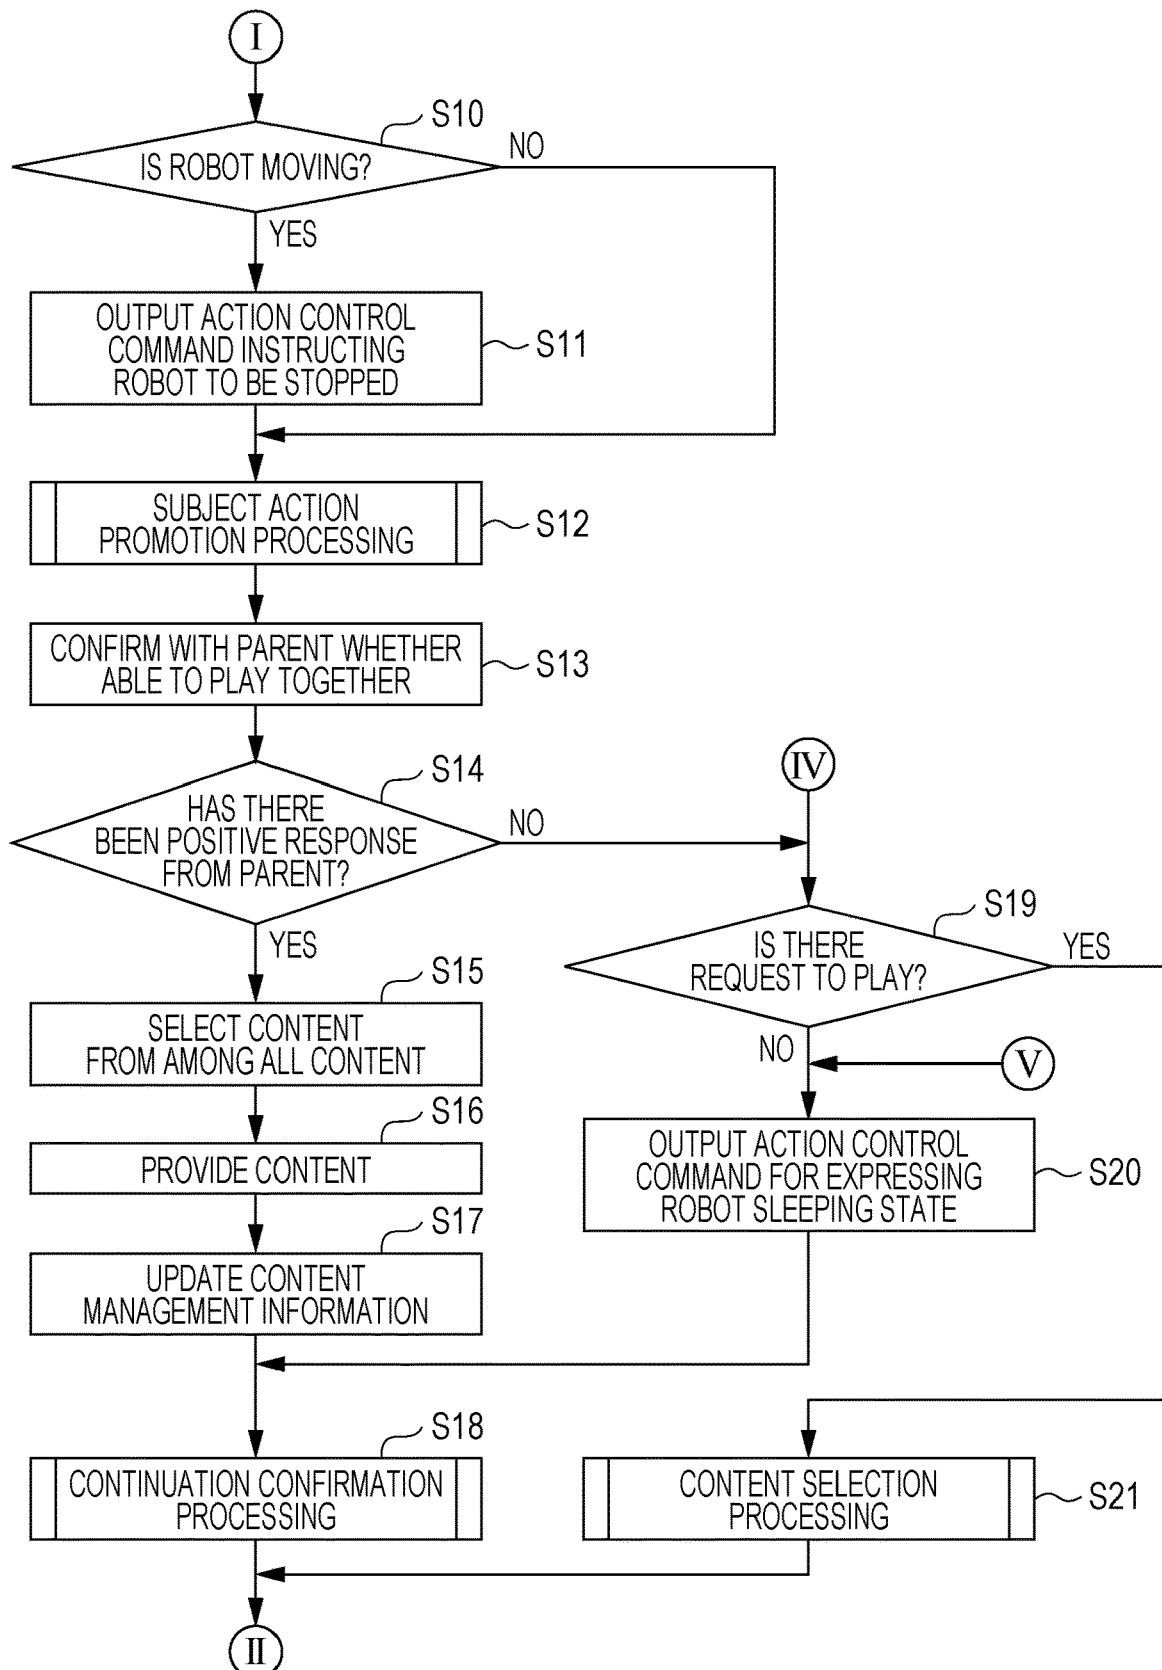 I
S10
IS ROBOT MOVING?
NO
YES
OUTPUT ACTION CONTROL
COMMAND INSTRUCTING
ROBOT TO BE STOPPED
S11
SUBJECT ACTION
PROMOTION PROCESSING
S12
CONFIRM WITH PARENT WHETHER
ABLE TO PLAY TOGETHER
S13
S14
HAS THERE
BEEN POSITIVE RESPONSE
FROM PARENT?
NO
YES
IV
S19
IS THERE
REQUEST TO PLAY?
YES
NO
V
S15
SELECT CONTENT
FROM AMONG ALL CONTENT
S16
PROVIDE CONTENT
S17
UPDATE CONTENT
MANAGEMENT INFORMATION
OUTPUT ACTION CONTROL
COMMAND FOR EXPRESSING
ROBOT SLEEPING STATE
S20
S18
CONTINUATION CONFIRMATION
PROCESSING
CONTENT SELECTION
PROCESSING
S21
II